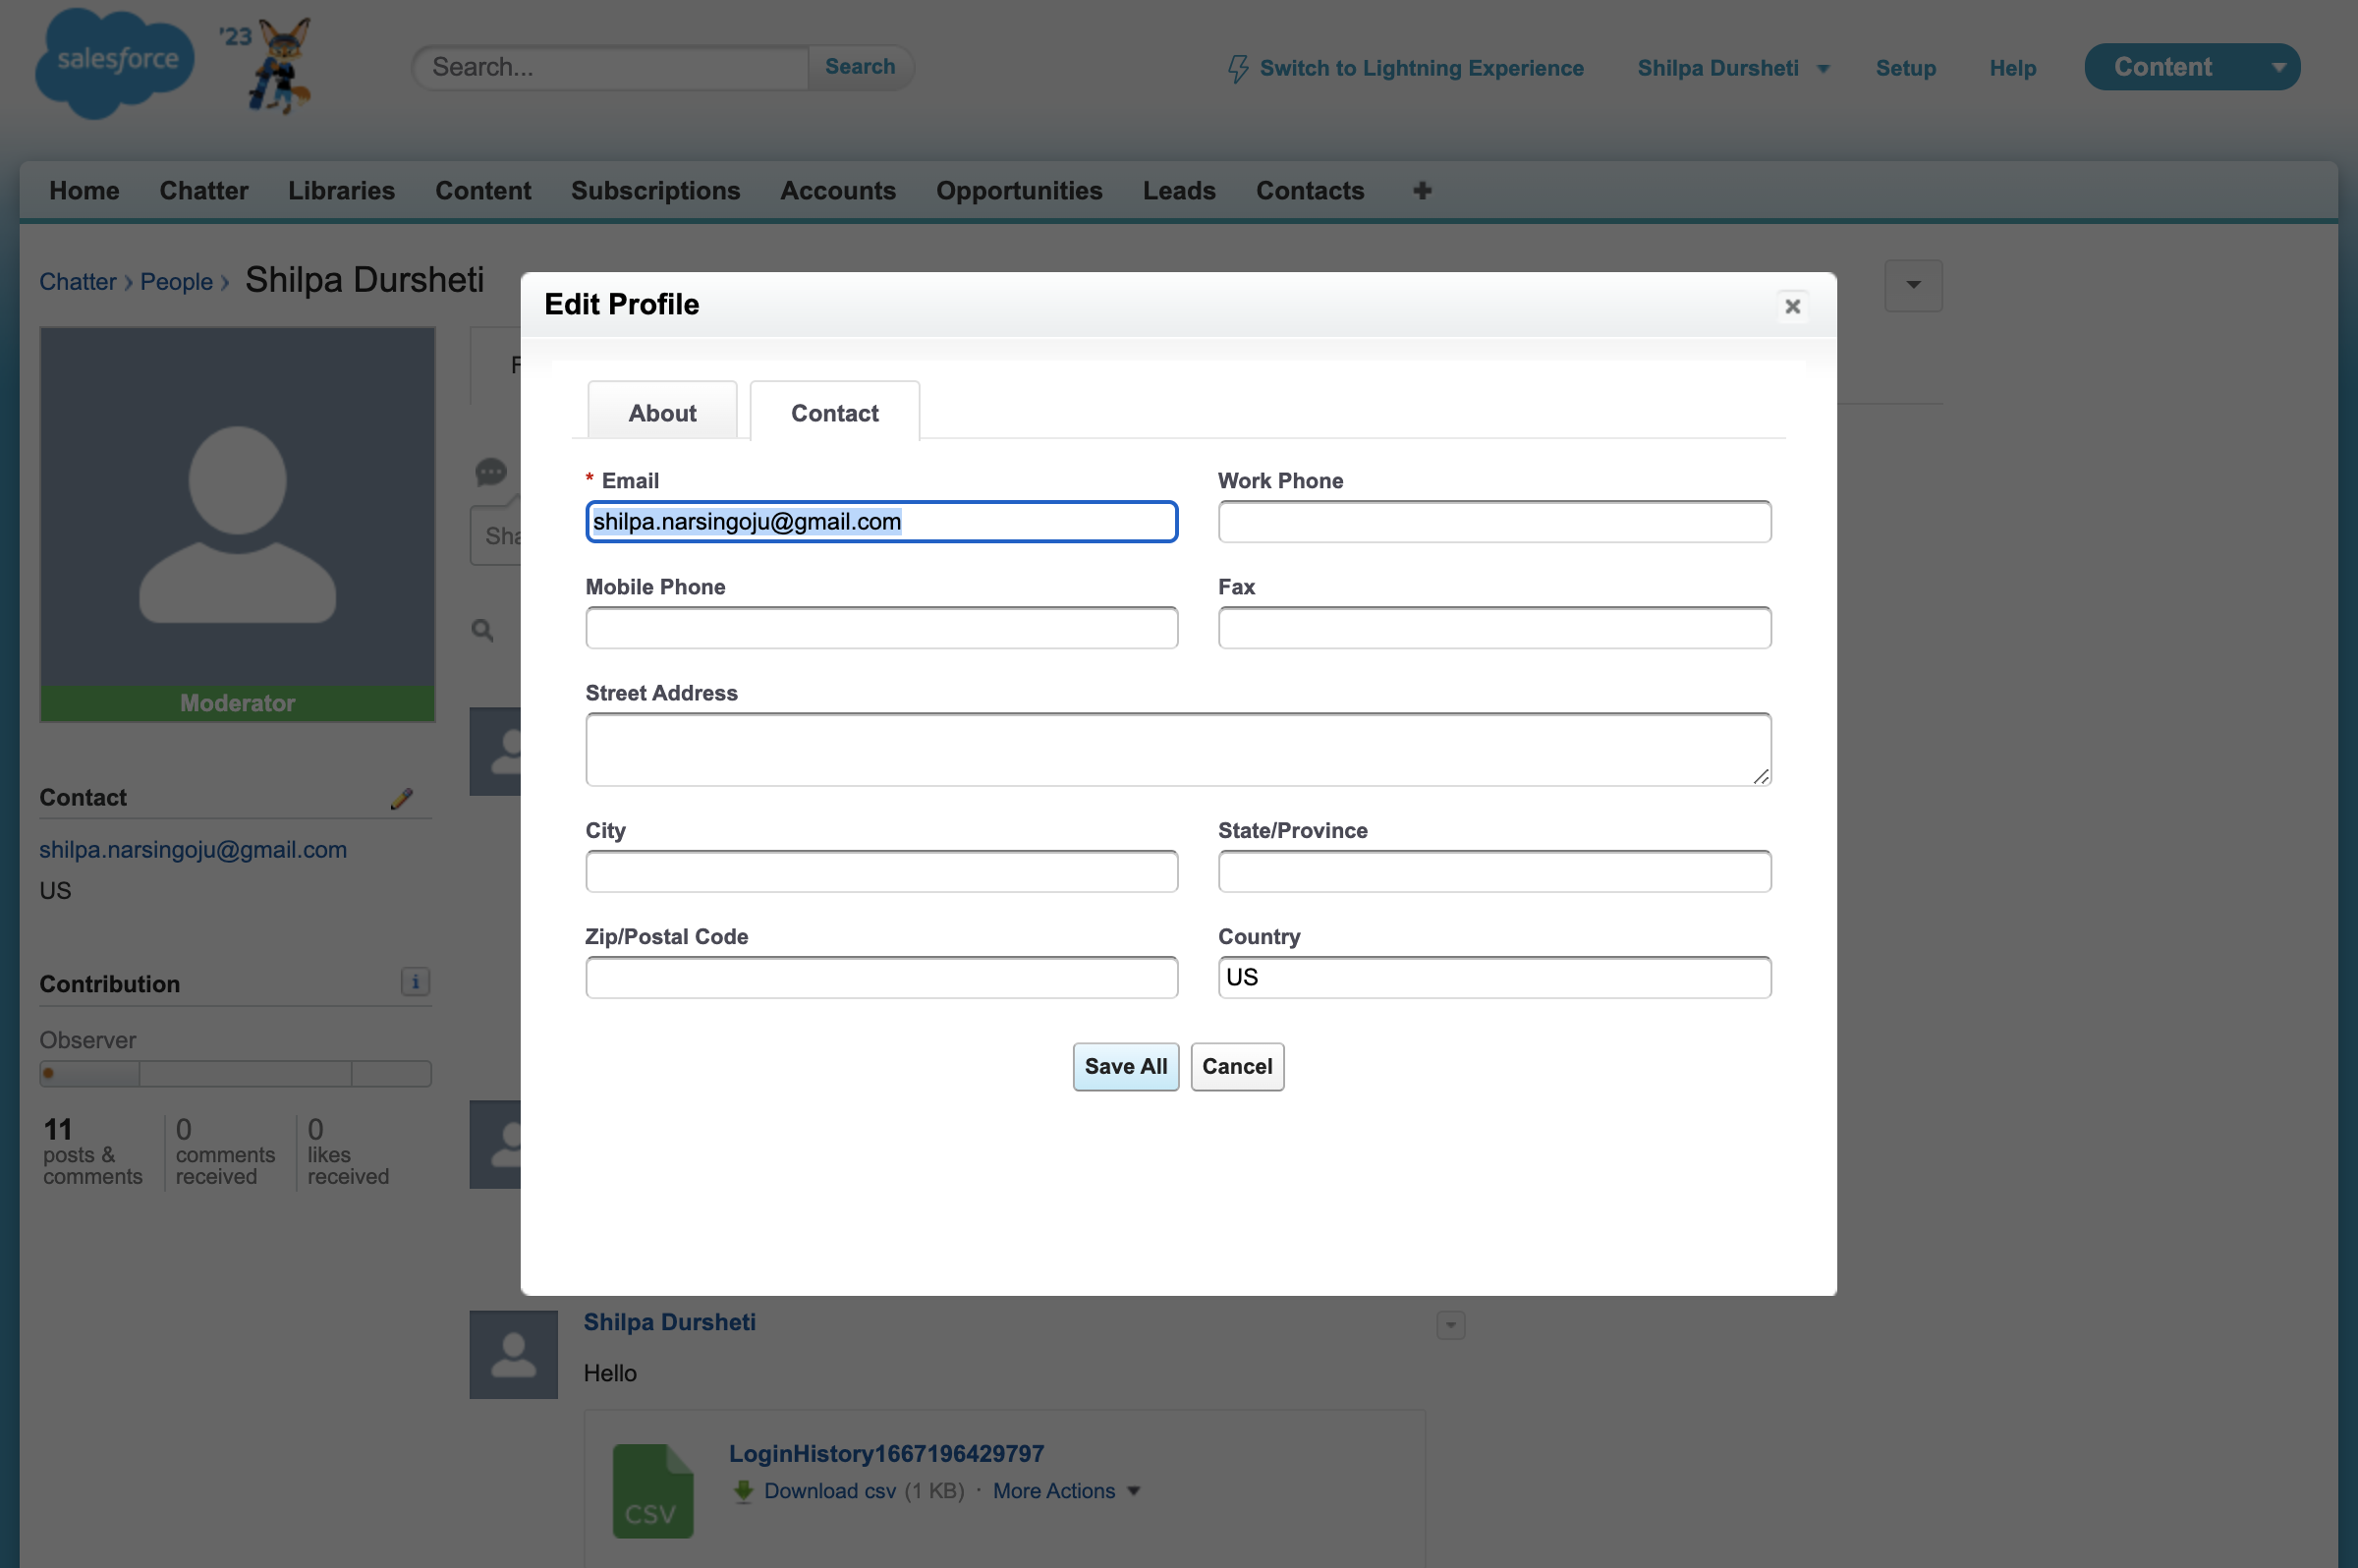 salesforce
'23
Search...
Search
Switch to Lightning Experience
Shilpa Dursheti
Setup
Help
Content
Home
Chatter
Libraries
Content
Subscriptions
Accounts
Opportunities
Leads
Contacts
Chatter
People
Shilpa Dursheti
Moderator
Contact
shilpa.narsingoju@gmail.com
US
Contribution
i
Observer
11
posts &
comments
0
comments
received
0
likes
received
Edit Profile
About
Contact
* Email
shilpa.narsingoju@gmail.com
Work Phone
Mobile Phone
Fax
Street Address
City
State/Province
Zip/Postal Code
Country
US
Save All
Cancel
Shilpa Dursheti
Hello
CSV
LoginHistory1667196429797
Download csv (1 KB) · More Actions